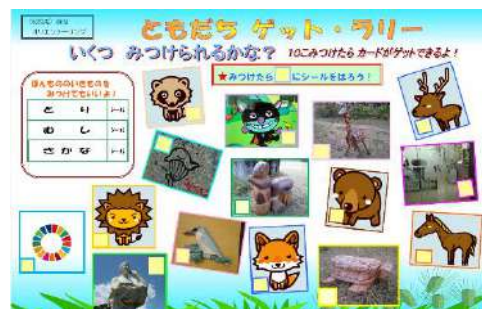 ともだち ゲット・ラリー
いくつ みつけられるかな？ 10こみつけたら カードがゲットできるよ！
★みつけたら にシールをはろう！
ほんもののいきものを
みつけてもいいよ！
とり
むし
さかな